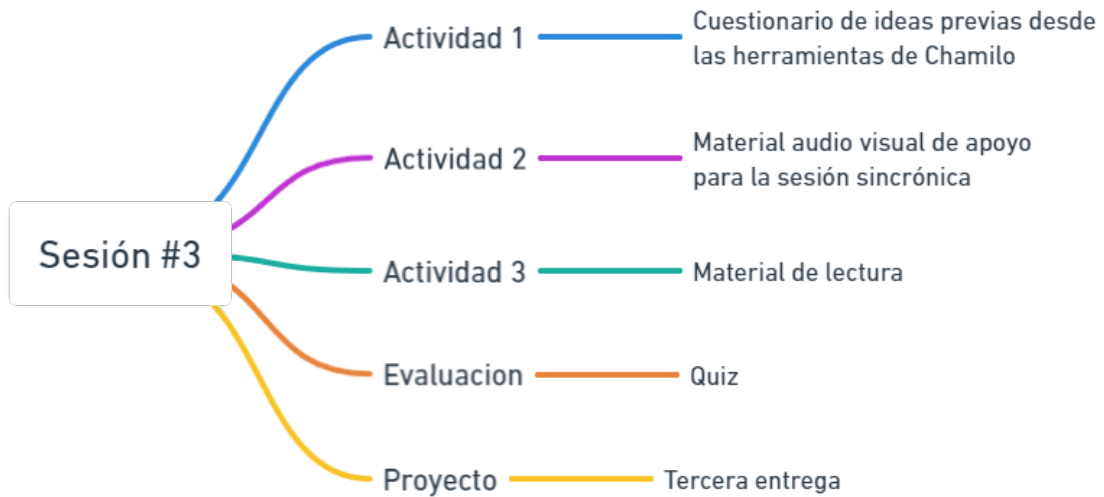 Sesión #3
Actividad 1
Cuestionario de ideas previas desde
las herramientas de Chamilo
Actividad 2
Material audio visual de apoyo
para la sesión sincrónica
Actividad 3
Material de lectura
Evaluacion
Quiz
Proyecto
Tercera entrega